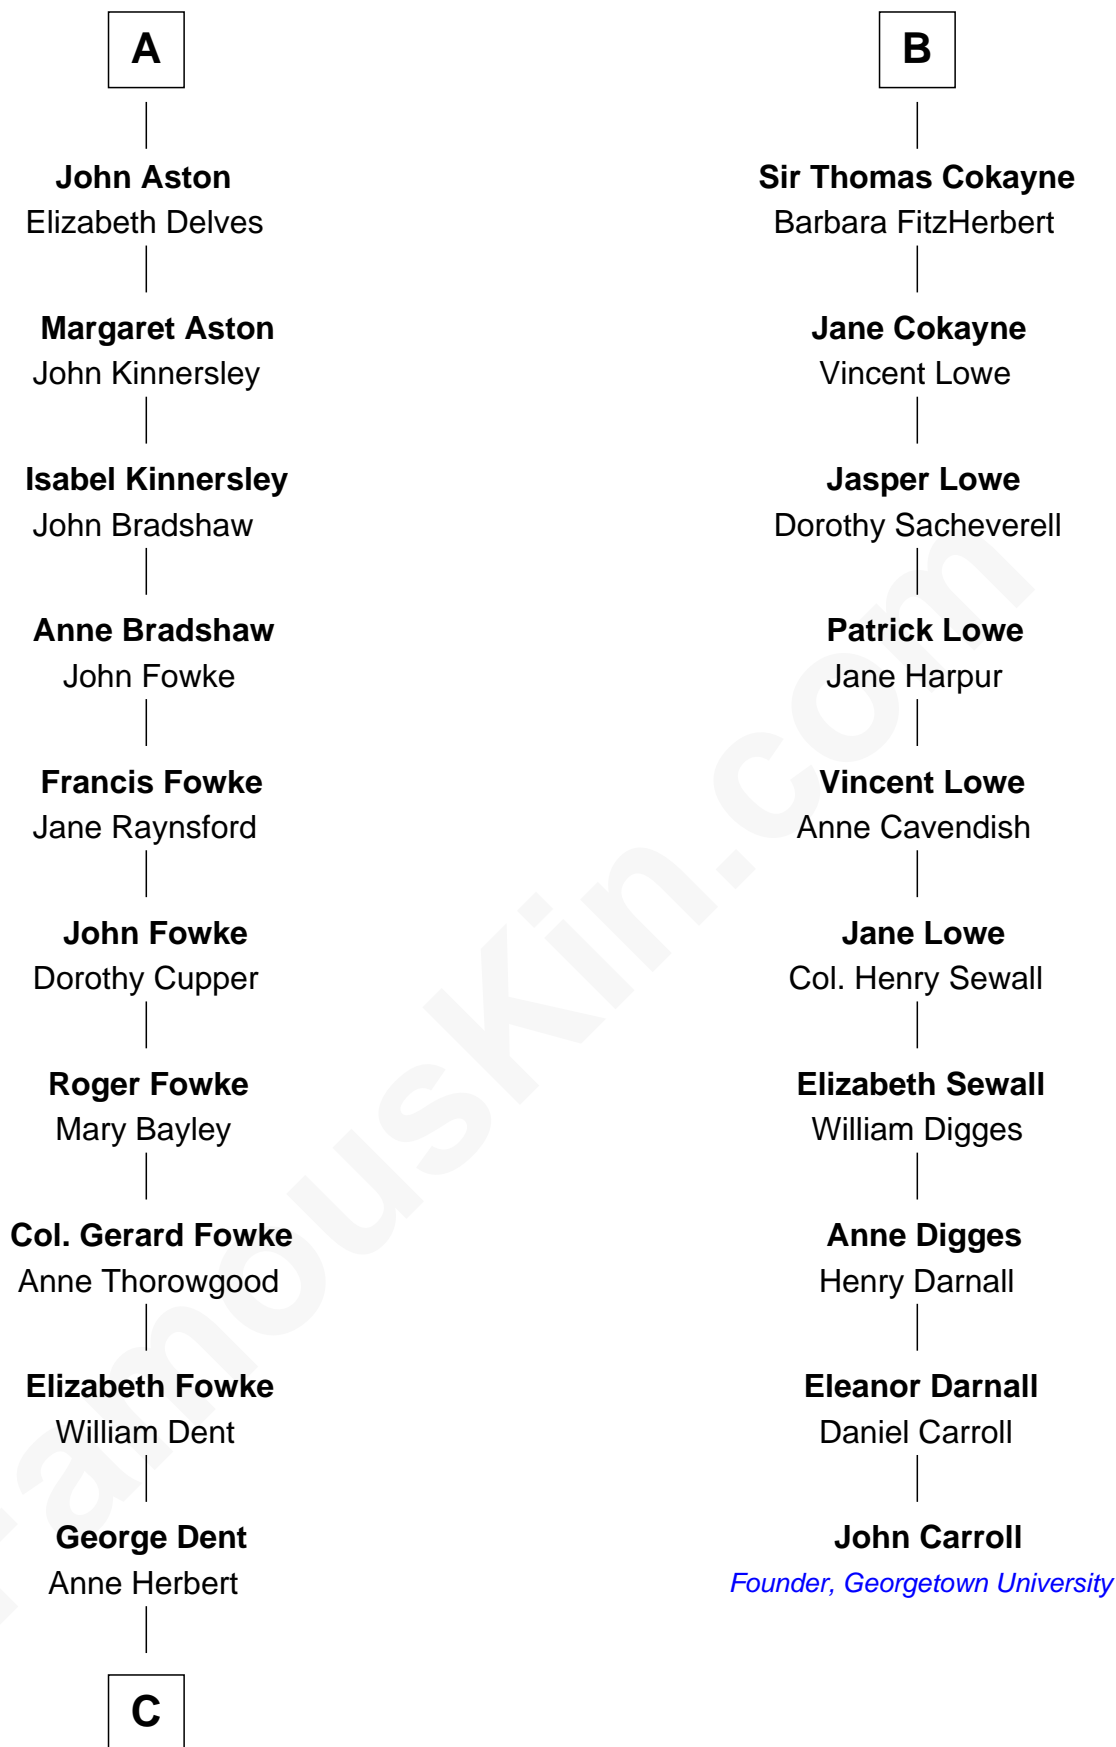 A
John Aston
Elizabeth Delves
Margaret Aston
John Kinnersley
Isabel Kinnersley
John Bradshaw
Anne Bradshaw
John Fowke
Francis Fowke
Jane Raynsford
John Fowke
Dorothy Cupper
Roger Fowke
Mary Bayley
Col. Gerard Fowke
Anne Thorowgood
Elizabeth Fowke
William Dent
George Dent
Anne Herbert
C
B
Sir Thomas Cokayne
Barbara FitzHerbert
Jane Cokayne
Vincent Lowe
Jasper Lowe
Dorothy Sacheverell
Patrick Lowe
Jane Harpur
Vincent Lowe
Anne Cavendish
Jane Lowe
Col. Henry Sewall
Elizabeth Sewall
William Digges
Anne Digges
Henry Darnall
Eleanor Darnall
Daniel Carroll
John Carroll
Founder, Georgetown University
FamousKin.com